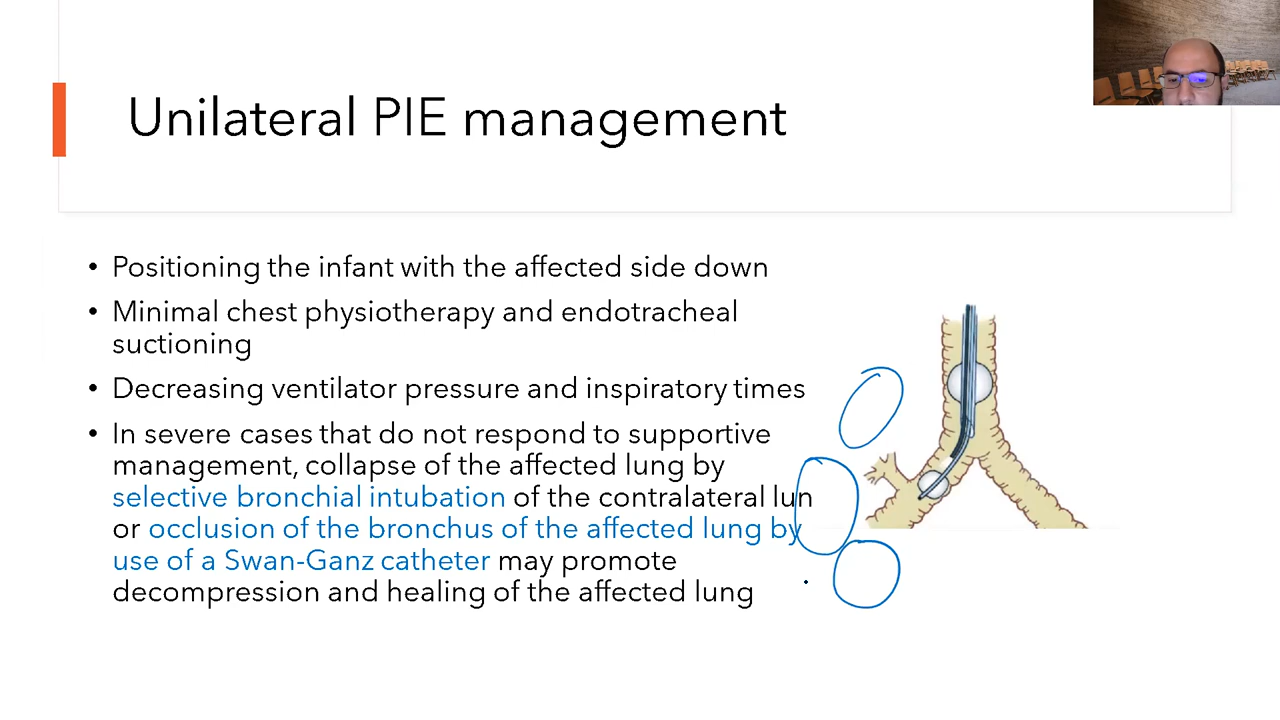 Unilateral PIE management
• Positioning the infant with the affected side down
• Minimal chest physiotherapy and endotracheal
suctioning
• Decreasing ventilator pressure and inspiratory times
• In severe cases that do not respond to supportive
management, collapse of the affected lung by
selective bronchial intubation of the contralateral lun
or occlusion of the bronchus of the affected lung by
use of a Swan-Ganz catheter may promote
decompression and healing of the affected lung